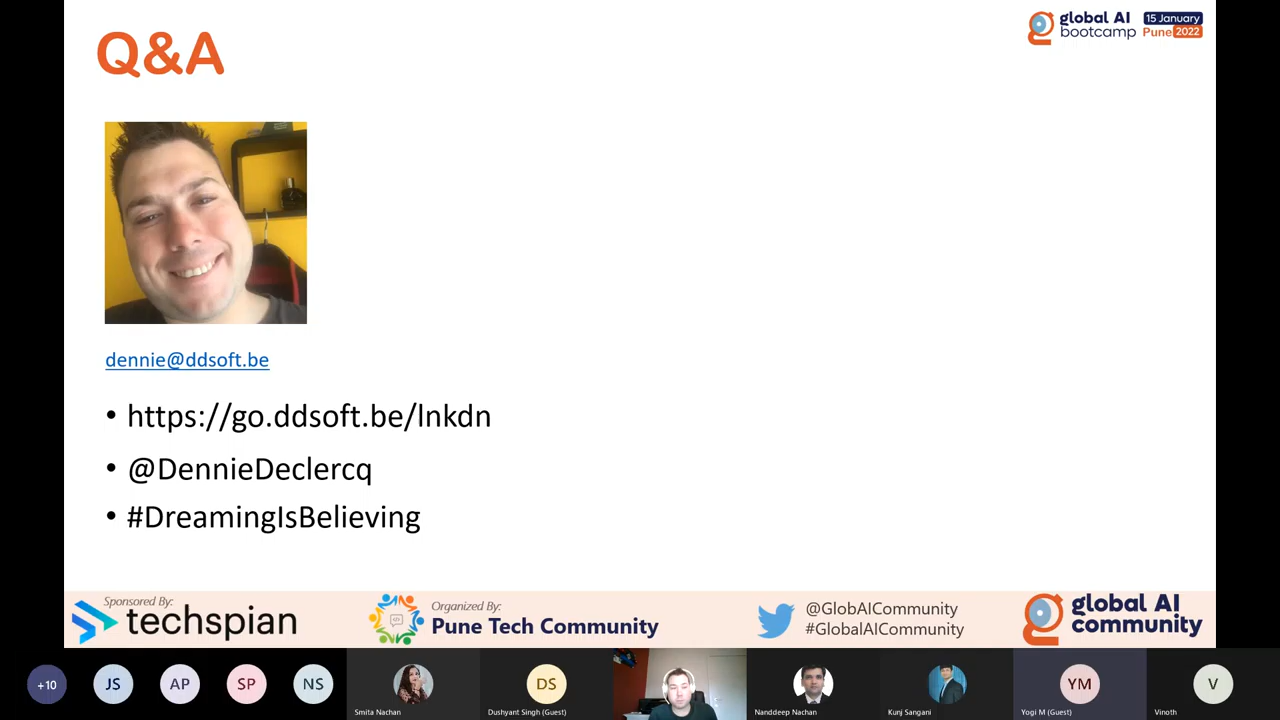 Q&A
global AI
bootcamp
15 January
Pune 2022
dennie@ddsoft.be
• https://go.ddsoft.be/lnkdn
• @DennieDeclercq
• #DreamingIsBelieving
Sponsored By:
techspian
Organized By:
Pune Tech Community
@GlobAICommunity
#GlobalAICommunity
global AI
community
+10
JS
AP
SP
NS
Smita Nachan
DS
Dushyant Singh (Guest)
Nanddeep Nachan
Kunj Sangani
YM
Yogi M (Guest)
V
Vinoth